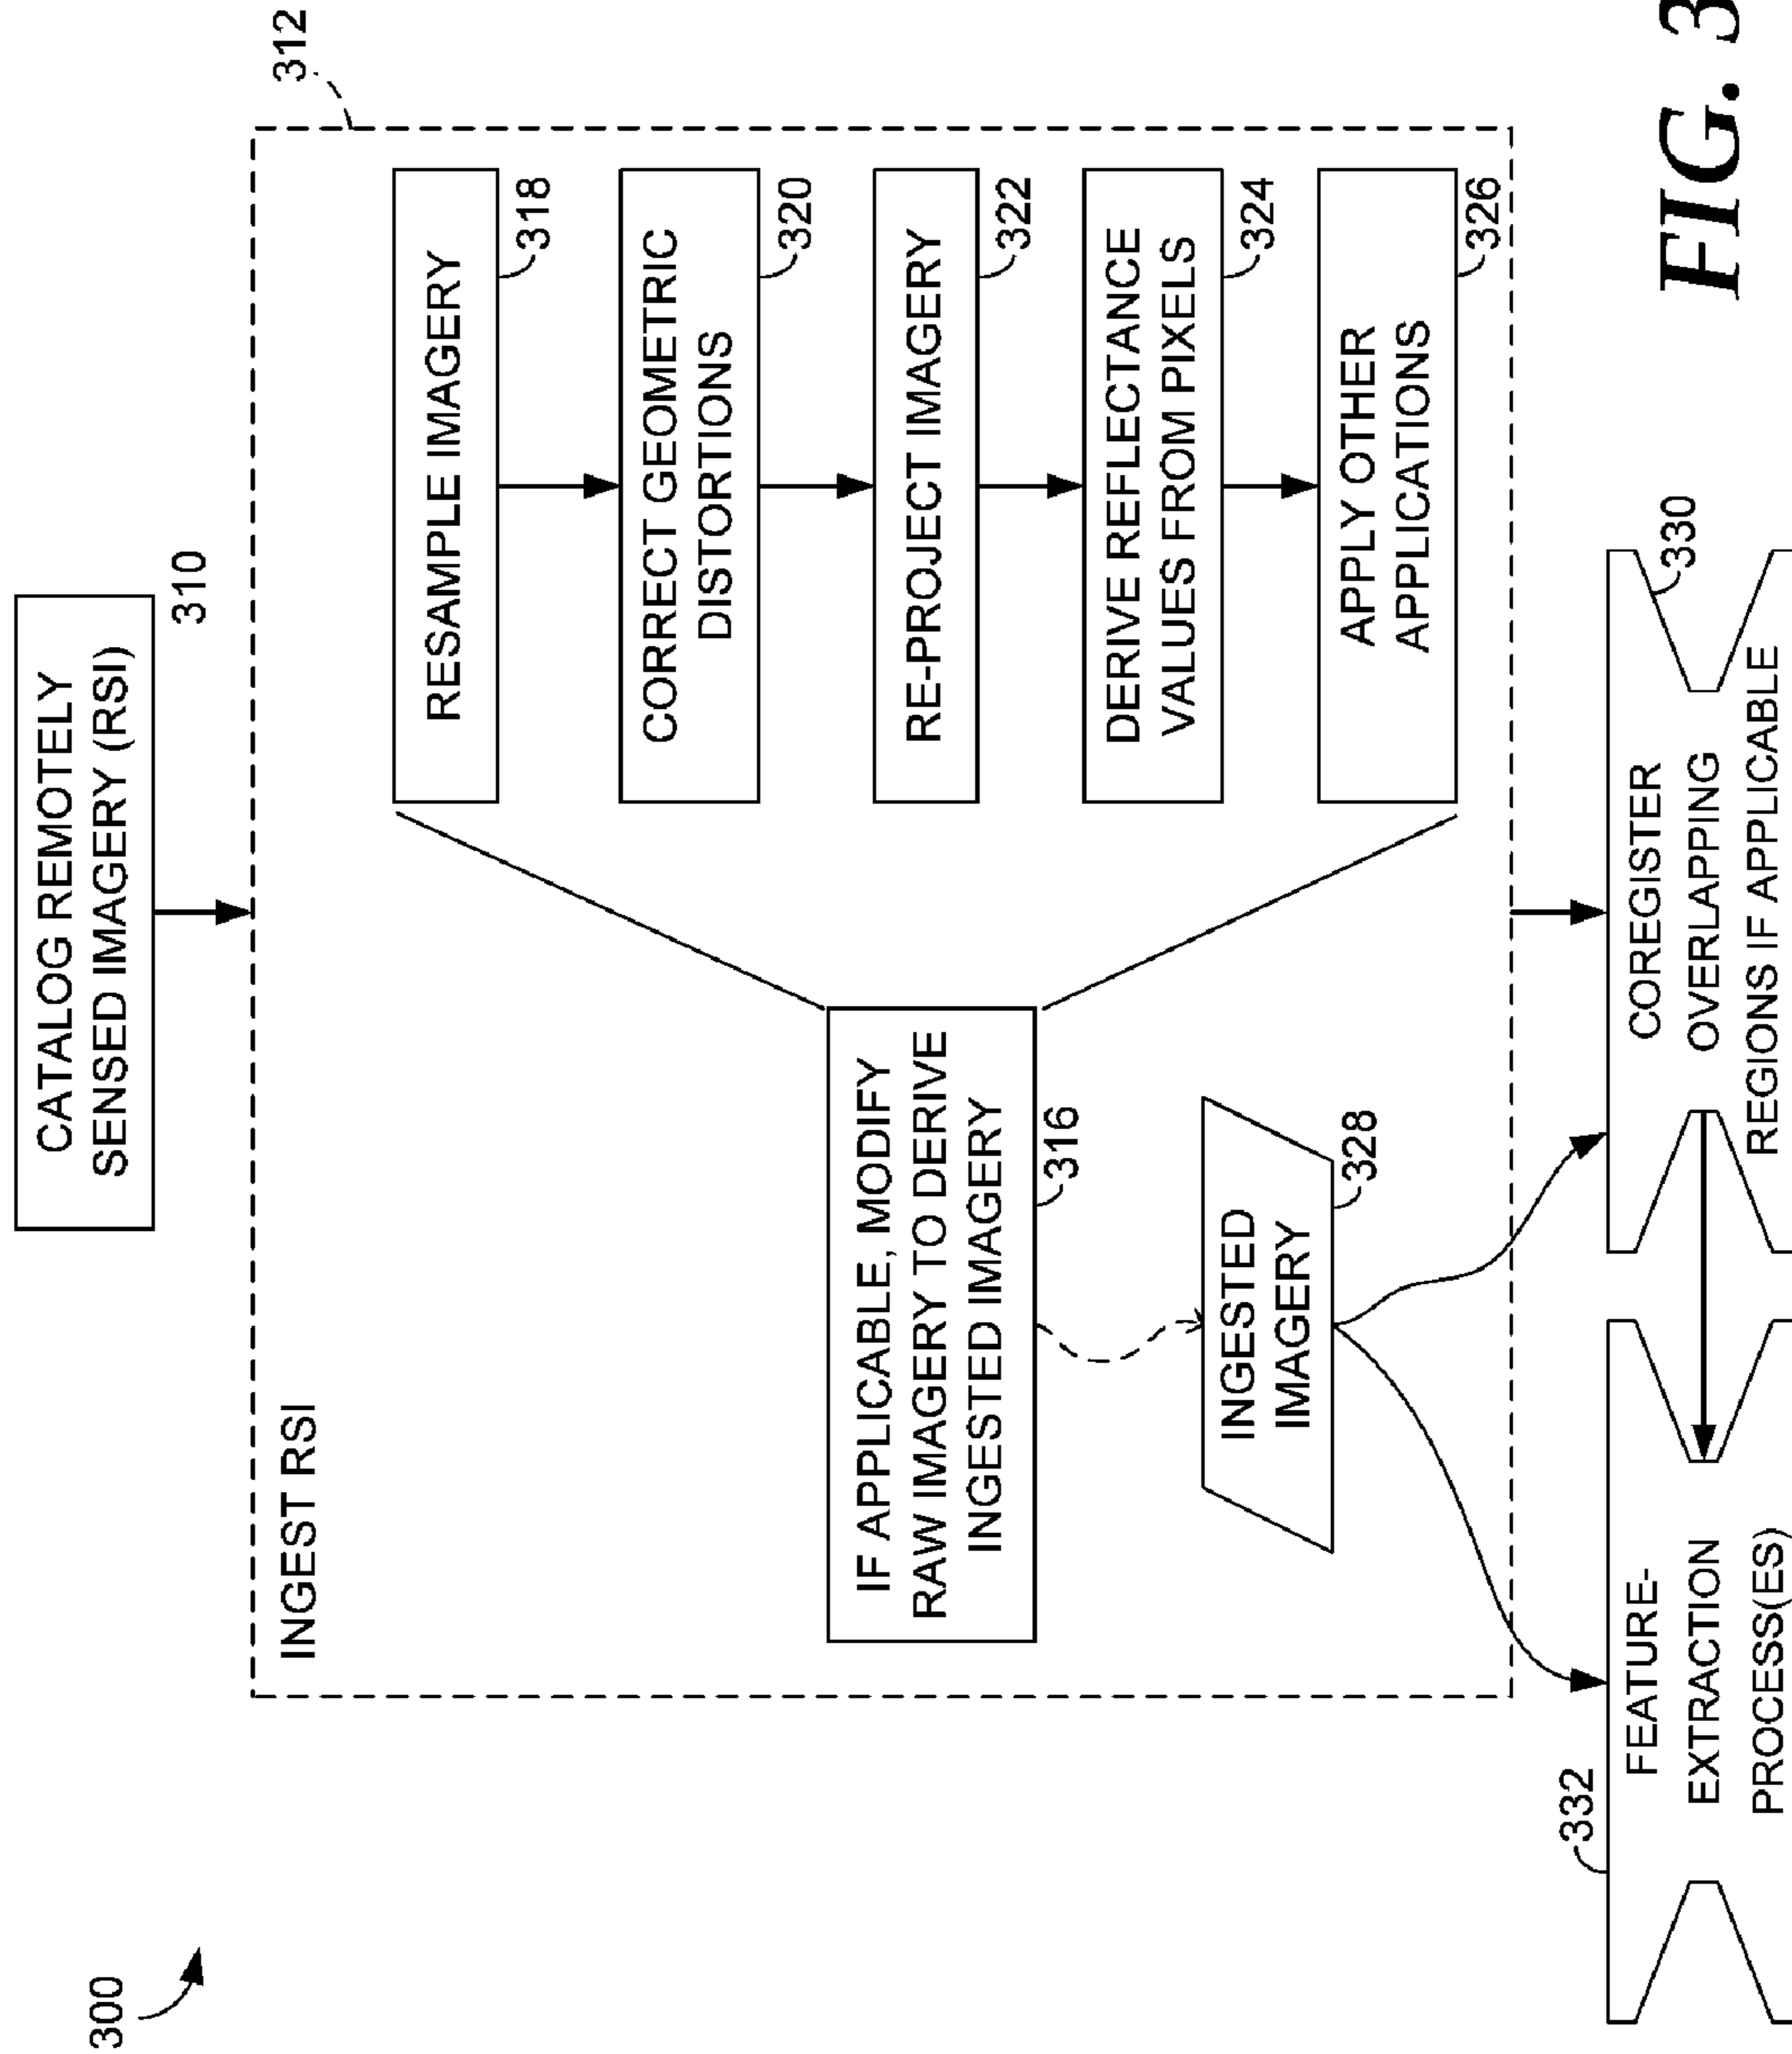 300
CATALOG REMOTELY
SENSED IMAGERY (RSI)
310
312
INGEST RSI
IF APPLICABLE, MODIFY
RAW IMAGERY TO DERIVE
INGESTED IMAGERY
316
RESAMPLE IMAGERY
318
CORRECT GEOMETRIC
DISTORTIONS
320
RE-PROJECT IMAGERY
322
DERIVE REFLECTANCE
VALUES FROM PIXELS
324
APPLY OTHER
APPLICATIONS
326
INGESTED
IMAGERY
328
332
FEATURE-
EXTRACTION
PROCESS(ES)
COREGISTER
OVERLAPPING
REGIONS IF APPLICABLE
330
FIG. 3